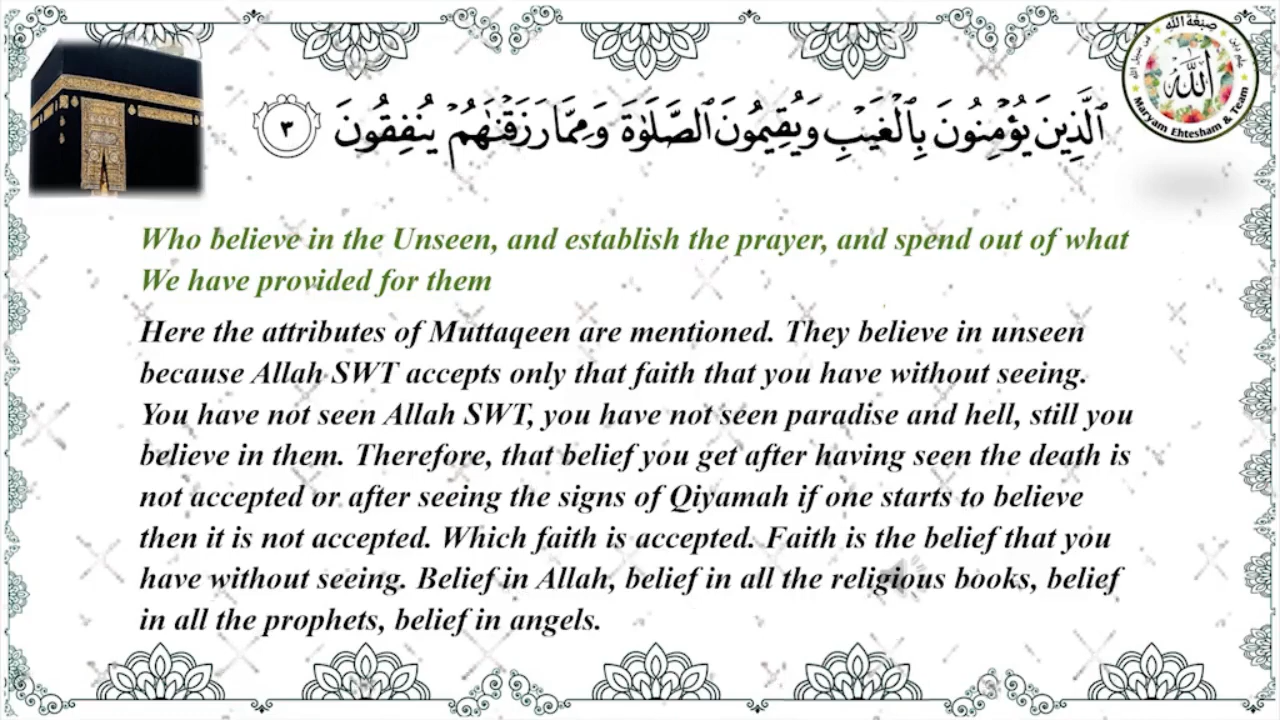 ٱلَّذِينَ يُؤْمِنُونَ بِٱلْغَيْبِ وَيُقِيمُونَ ٱلصَّلَوٰةَ وَمِمَّا رَزَقْنَٰهُمْ يُنفِقُونَ ٣
صبغة الله
الله
Maryam Ehtesham & Team
Who believe in the Unseen, and establish the prayer, and spend out of what
We have provided for them
Here the attributes of Muttaqeen are mentioned. They believe in unseen
because Allah SWT accepts only that faith that you have without seeing.
You have not seen Allah SWT, you have not seen paradise and hell, still you
believe in them. Therefore, that belief you get after having seen the death is
not accepted or after seeing the signs of Qiyamah if one starts to believe
then it is not accepted. Which faith is accepted. Faith is the belief that you
have without seeing. Belief in Allah, belief in all the religious books, belief
in all the prophets, belief in angels.